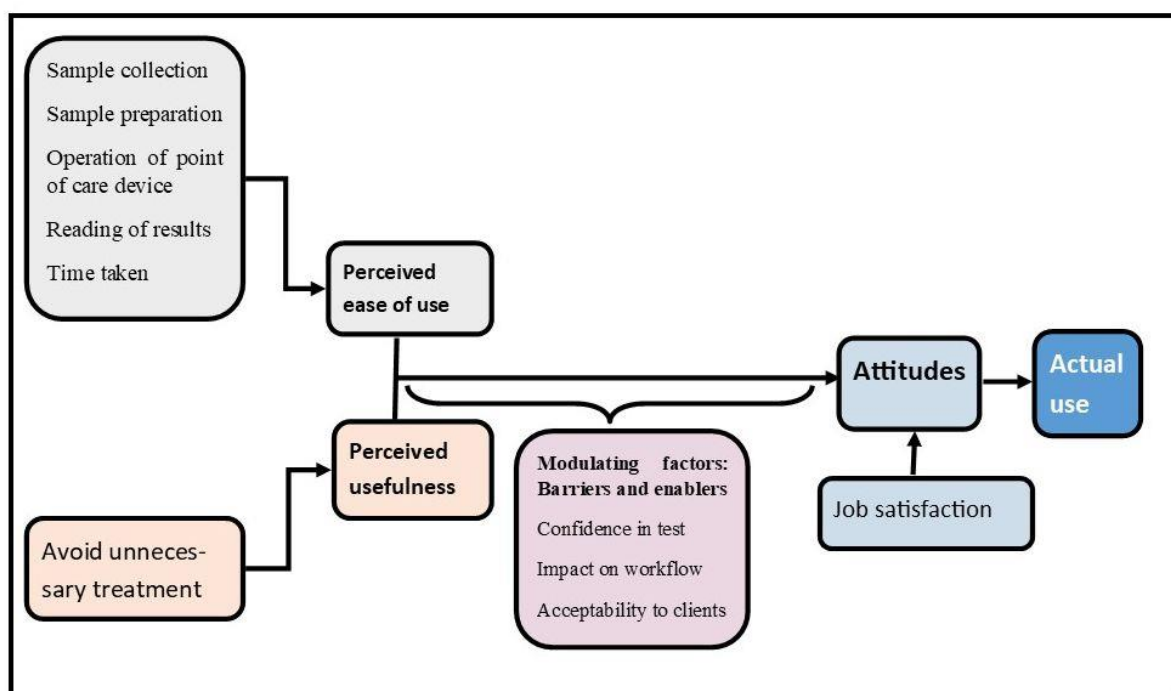 Sample collection
Sample preparation
Operation of point
of care device
Reading of results
Time taken
Perceived
ease of use
Perceived
usefulness
Avoid unneces-
sary treatment
Modulating factors:
Barriers and enablers
Confidence in test
Impact on workflow
Acceptability to clients
Attitudes
Job satisfaction
Actual
use